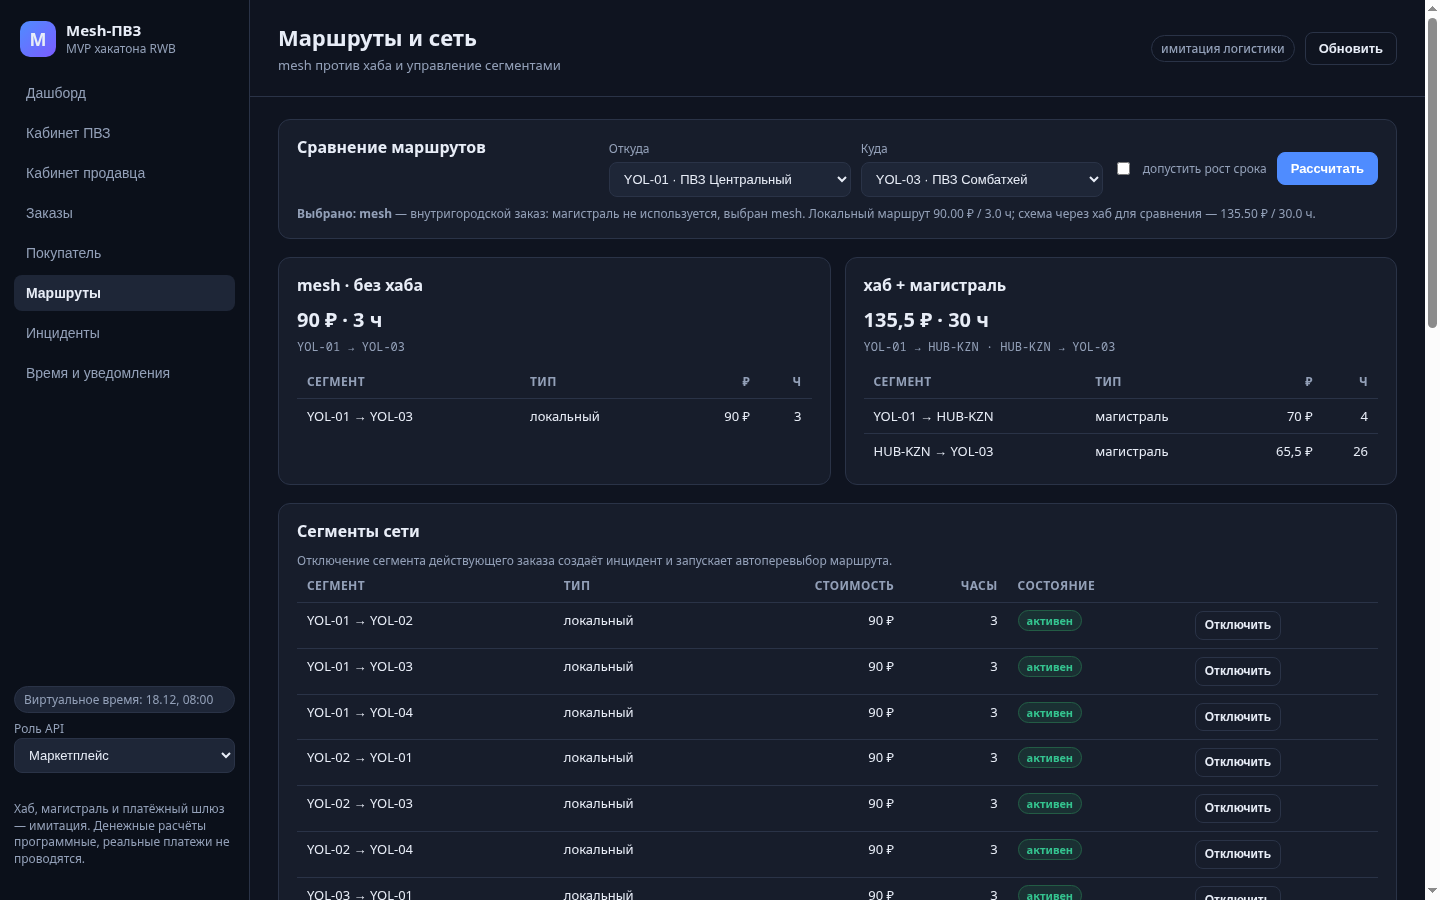 М
Mesh-ПВЗ
MVP хакатона RWB
Дашборд
Кабинет ПВЗ
Кабинет продавца
Заказы
Покупатель
Маршруты
Инциденты
Время и уведомления
Виртуальное время: 18.12, 08:00
Роль API
Маркетплейс
Хаб, магистраль и платёжный шлюз
— имитация. Денежные расчёты
программные, реальные платежи не
проводятся.
Маршруты и сеть
mesh против хаба и управление сегментами
имитация логистики
Обновить
Сравнение маршрутов
Откуда
YOL-01 · ПВЗ Центральный
Куда
YOL-03 · ПВЗ Сомбатхей
допустить рост срока
Рассчитать
Выбрано: mesh — внутригородской заказ: магистраль не используется, выбран mesh. Локальный маршрут 90.00 ₽ / 3.0 ч; схема через хаб для сравнения — 135.50 ₽ / 30.0 ч.
mesh · без хаба
90 ₽ · 3 ч
YOL-01 → YOL-03
СЕГМЕНТ ТИП ₽ Ч
YOL-01 → YOL-03 локальный 90 ₽ 3
хаб + магистраль
135,5 ₽ · 30 ч
YOL-01 → HUB-KZN · HUB-KZN → YOL-03
СЕГМЕНТ ТИП ₽ Ч
YOL-01 → HUB-KZN магистраль 70 ₽ 4
HUB-KZN → YOL-03 магистраль 65,5 ₽ 26
Сегменты сети
Отключение сегмента действующего заказа создаёт инцидент и запускает автоперевыбор маршрута.
СЕГМЕНТ ТИП СТОИМОСТЬ ЧАСЫ СОСТОЯНИЕ
YOL-01 → YOL-02 локальный 90 ₽ 3 активен Отключить
YOL-01 → YOL-03 локальный 90 ₽ 3 активен Отключить
YOL-01 → YOL-04 локальный 90 ₽ 3 активен Отключить
YOL-02 → YOL-01 локальный 90 ₽ 3 активен Отключить
YOL-02 → YOL-03 локальный 90 ₽ 3 активен Отключить
YOL-02 → YOL-04 локальный 90 ₽ 3 активен Отключить
YOL-03 → YOL-01 локальный 90 ₽ 3 активен Отключить